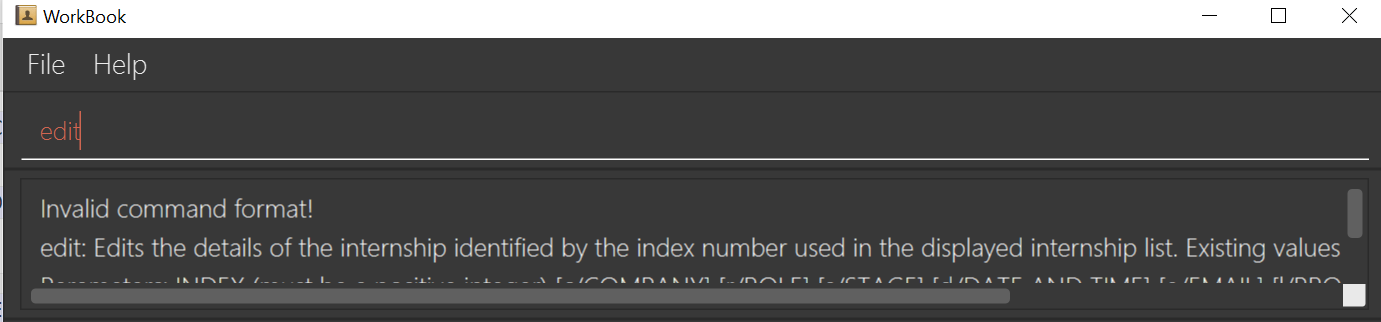 WorkBook
File Help
edit
Invalid command format!
edit: Edits the details of the internship identified by the index number used in the displayed internship list. Existing values
Parameters: INDEX (must be a positive integer) [c/COMPANY] [r/ROLE] [s/STAGE] [d/DATE AND TIME] [e/EMAIL] [l/PRO